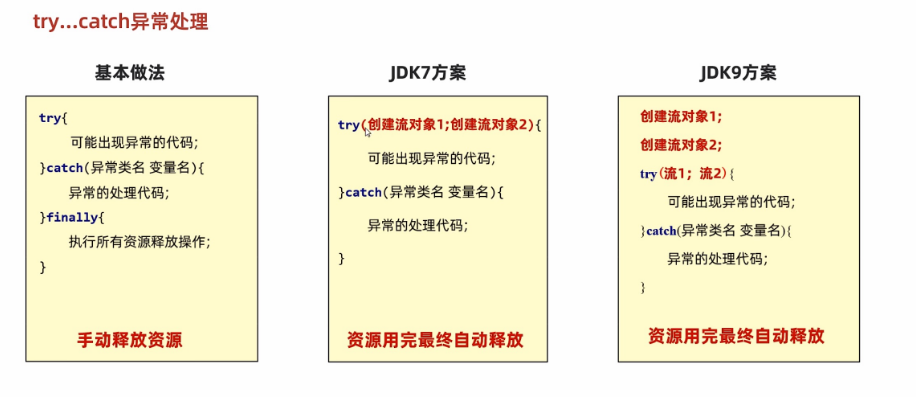 try...catch异常处理
基本做法
try{
可能出现异常的代码;
}catch(异常类名 变量名){
异常的处理代码;
}finally{
执行所有资源释放操作;
}
手动释放资源
JDK7方案
try(创建流对象1;创建流对象2){
可能出现异常的代码;
}catch(异常类名 变量名){
异常的处理代码;
}
资源用完最终自动释放
JDK9方案
创建流对象1;
创建流对象2;
try(流1；流2){
可能出现异常的代码;
}catch(异常类名 变量名){
异常的处理代码;
}
资源用完最终自动释放